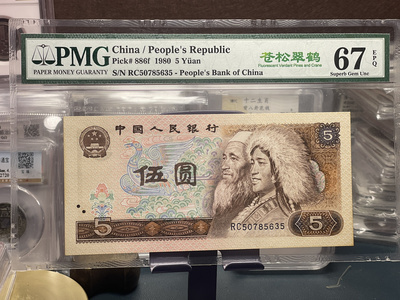 PMG
PAPER MONEY GUARANTY
China / People's Republic
Pick# 886f 1980 5 Yüan
S/N RC50785635 - People's Bank of China
苍松翠鹤
Fluorescent Verdant Pines and Crane
67 EPQ
Superb Gem Unc
中国人民银行
5
伍圆
RC50785635
5
5